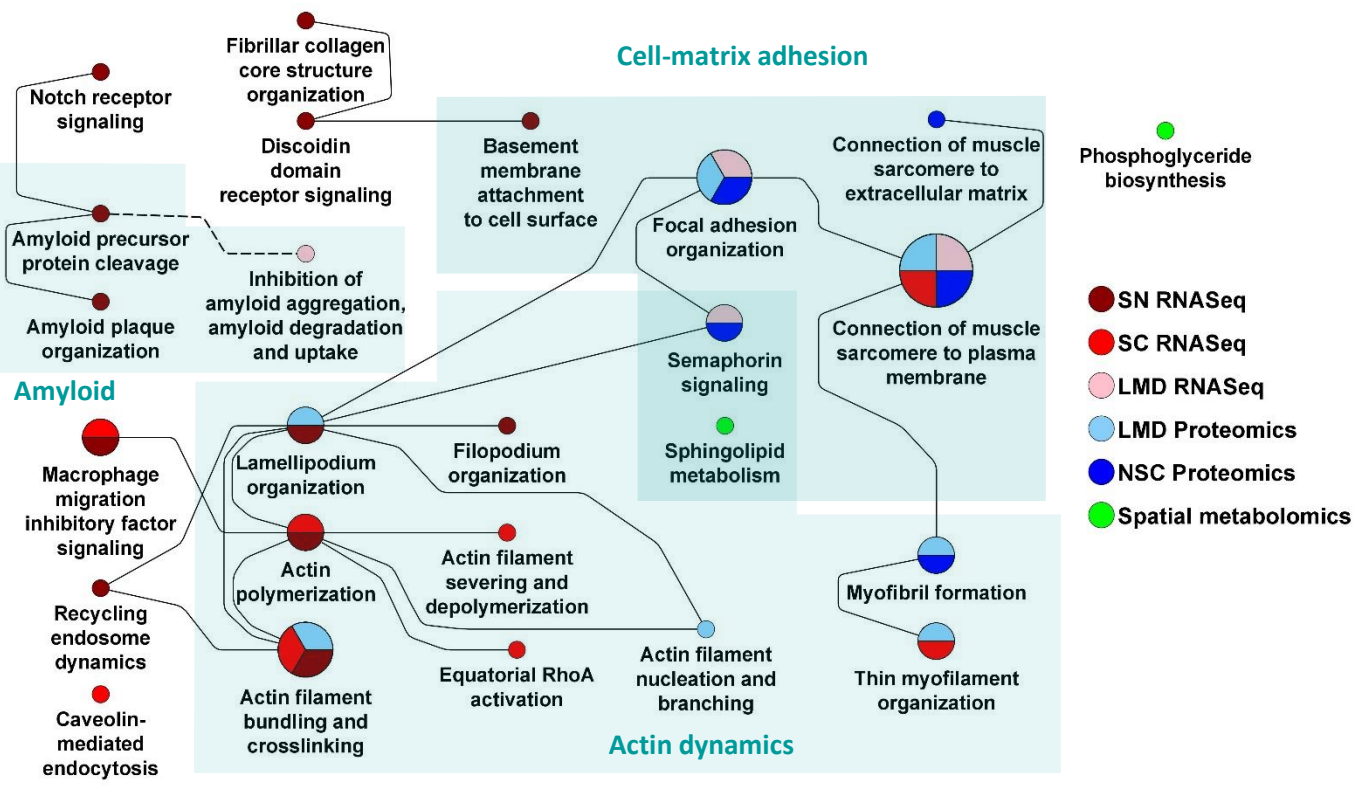 Fibrillar collagen
core structure
organization
Cell-matrix adhesion
Notch receptor
signaling
Discoidin
domain
receptor signaling
Basement
membrane
attachment
to cell surface
Connection of muscle
sarcomere to
extracellular matrix
Phosphoglyceride
biosynthesis
Focal adhesion
organization
Amyloid precursor
protein cleavage
Inhibition of
amyloid aggregation,
amyloid degradation
and uptake
Amyloid plaque
organization
Amyloid
Connection of muscle
sarcomere to plasma
membrane
Semaphorin
signaling
SN RNASeq
SC RNASeq
LMD RNASeq
LMD Proteomics
NSC Proteomics
Spatial metabolomics
Macrophage
migration
inhibitory factor
signaling
Lamellipodium
organization
Filopodium
organization
Sphingolipid
metabolism
Actin
polymerization
Actin filament
severing and
depolymerization
Myofibril formation
Recycling
endosome
dynamics
Actin filament
bundling and
crosslinking
Equatorial RhoA
activation
Actin filament
nucleation and
branching
Thin myofilament
organization
Caveolin-
mediated
endocytosis
Actin dynamics